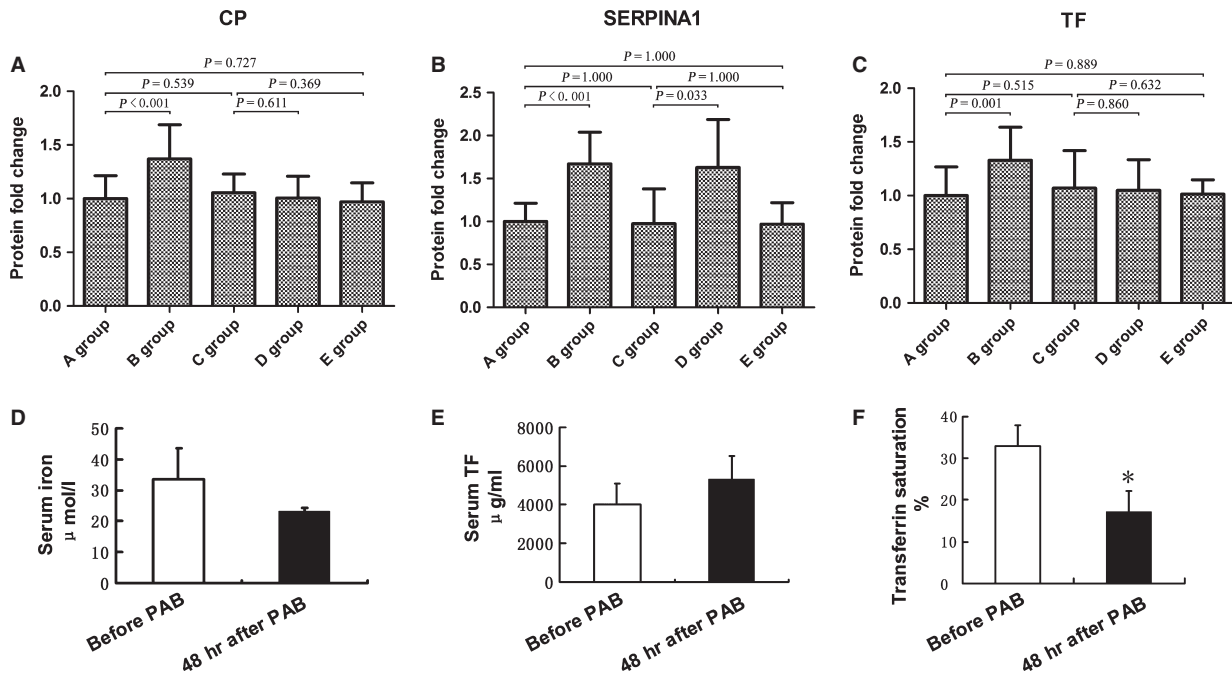 CP
SERPINA1
TF
A
P = 0.727
P = 0.539
P = 0.369
P < 0.001
P = 0.611
Protein fold change
2.0
1.5
1.0
0.5
0.0
A group
B group
C group
D group
E group
B
P = 1.000
P = 1.000
P = 1.000
P < 0. 001
P = 0.033
Protein fold change
2.5
2.0
1.5
1.0
0.5
0.0
A group
B group
C group
D group
E group
C
P = 0.889
P = 0.515
P = 0.632
P = 0.001
P = 0.860
Protein fold change
2.0
1.5
1.0
0.5
0.0
A group
B group
C group
D group
E group
D
Serum iron
μ mol/l
50
40
30
20
10
0
Before PAB
48 hr after PAB
E
Serum TF
μ g/ml
8000
6000
4000
2000
0
Before PAB
48 hr after PAB
F
Transferrin saturation
%
40
30
20
10
0
*
Before PAB
48 hr after PAB